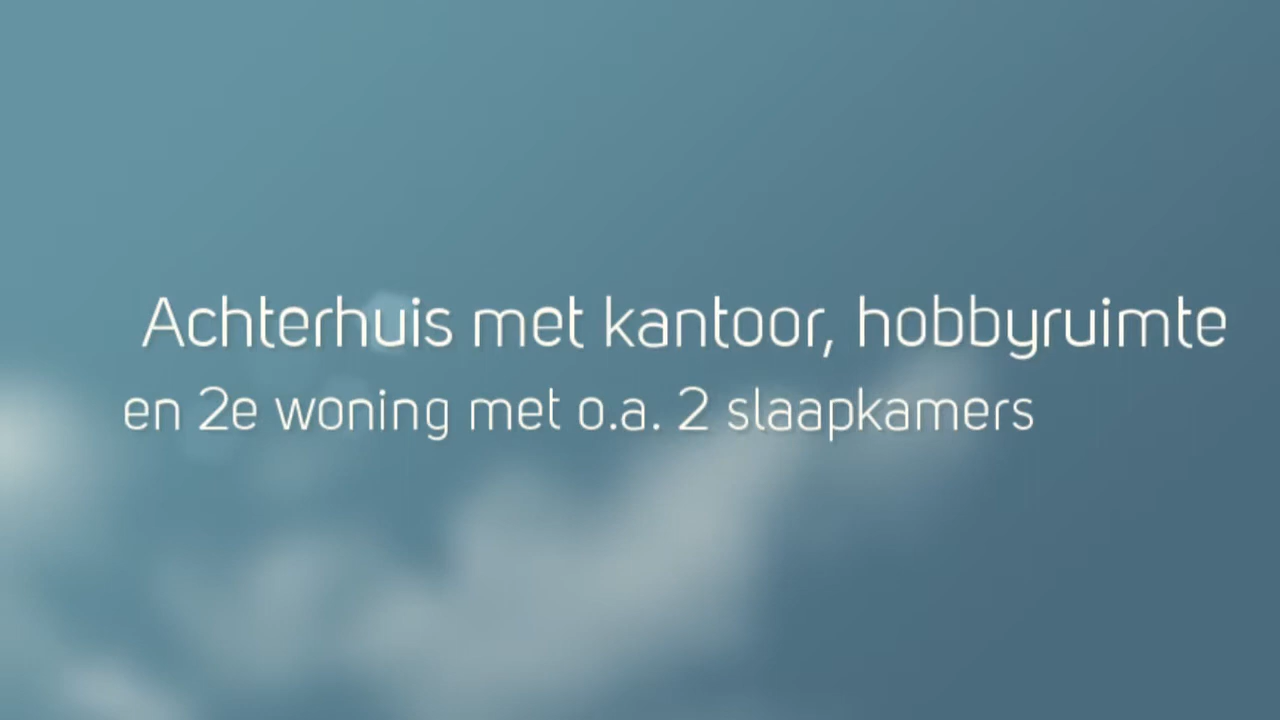 Achterhuis met kantoor, hobbyruimte
en 2e woning met o.a. 2 slaapkamers